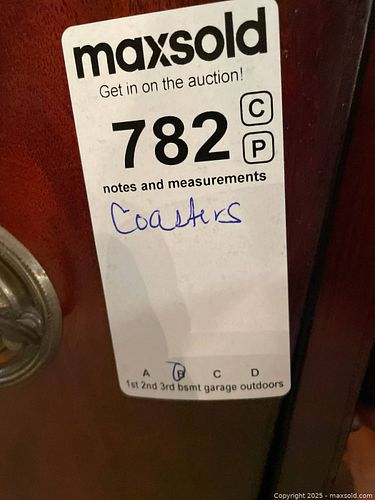 maxsold
Get in on the auction!
782
C
P
notes and measurements
Coasters
A B C D
1st 2nd 3rd bsmt garage outdoors
Copyright 2025 - maxsold.com